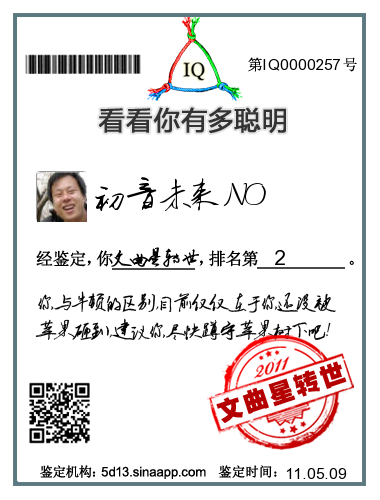 第IQ0000257号
IQ
看看你有多聪明
初音未来NO
经鉴定，你文曲星转世，排名第2。
你与牛顿的区别，目前仅仅在于你还没被
苹果砸到，建议你尽快蹲守苹果树下吧！
2011
文曲星转世
鉴定机构：5d13.sinaapp.com 鉴定时间：11.05.09